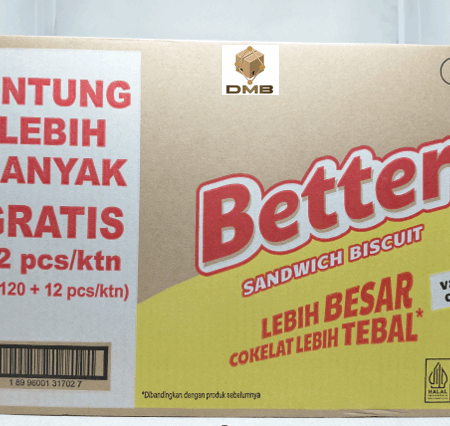 NTUNG
LEBIH
ANYAK
GRATIS
2 pcs/ktn
120 + 12 pcs/ktn)
1 89 96001 31702 7
DMB
Better
SANDWICH BISCUIT
LEBIH BESAR
COKELAT LEBIH TEBAL*
*Dibandingkan dengan produk sebelumnya
HALAL